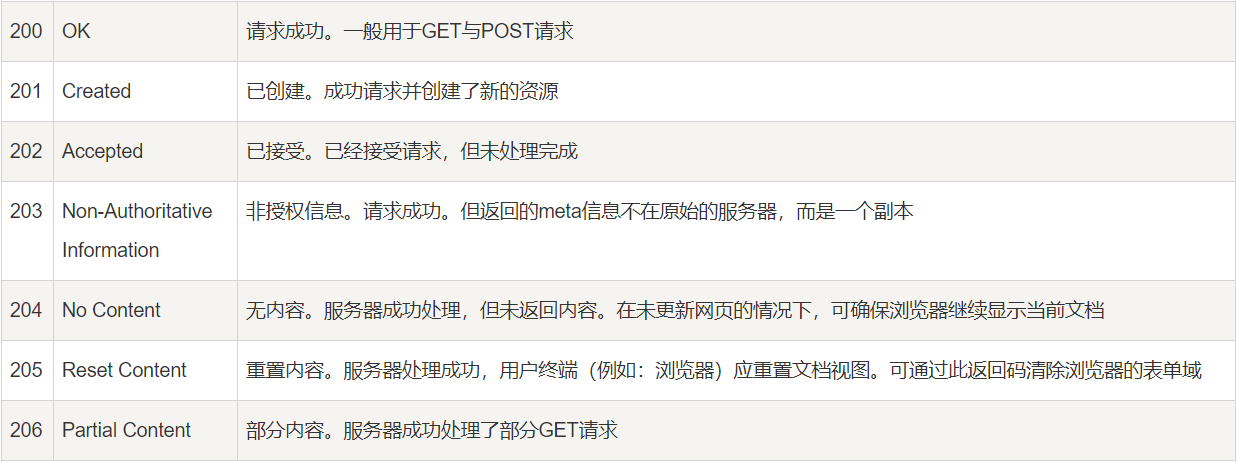 200 OK 请求成功。一般用于GET与POST请求
201 Created 已创建。成功请求并创建了新的资源
202 Accepted 已接受。已经接受请求，但未处理完成
203 Non-Authoritative 非授权信息。请求成功。但返回的meta信息不在原始的服务器，而是一个副本
Information
204 No Content 无内容。服务器成功处理，但未返回内容。在未更新网页的情况下，可确保浏览器继续显示当前文档
205 Reset Content 重置内容。服务器处理成功，用户终端（例如：浏览器）应重置文档视图。可通过此返回码清除浏览器的表单域
206 Partial Content 部分内容。服务器成功处理了部分GET请求